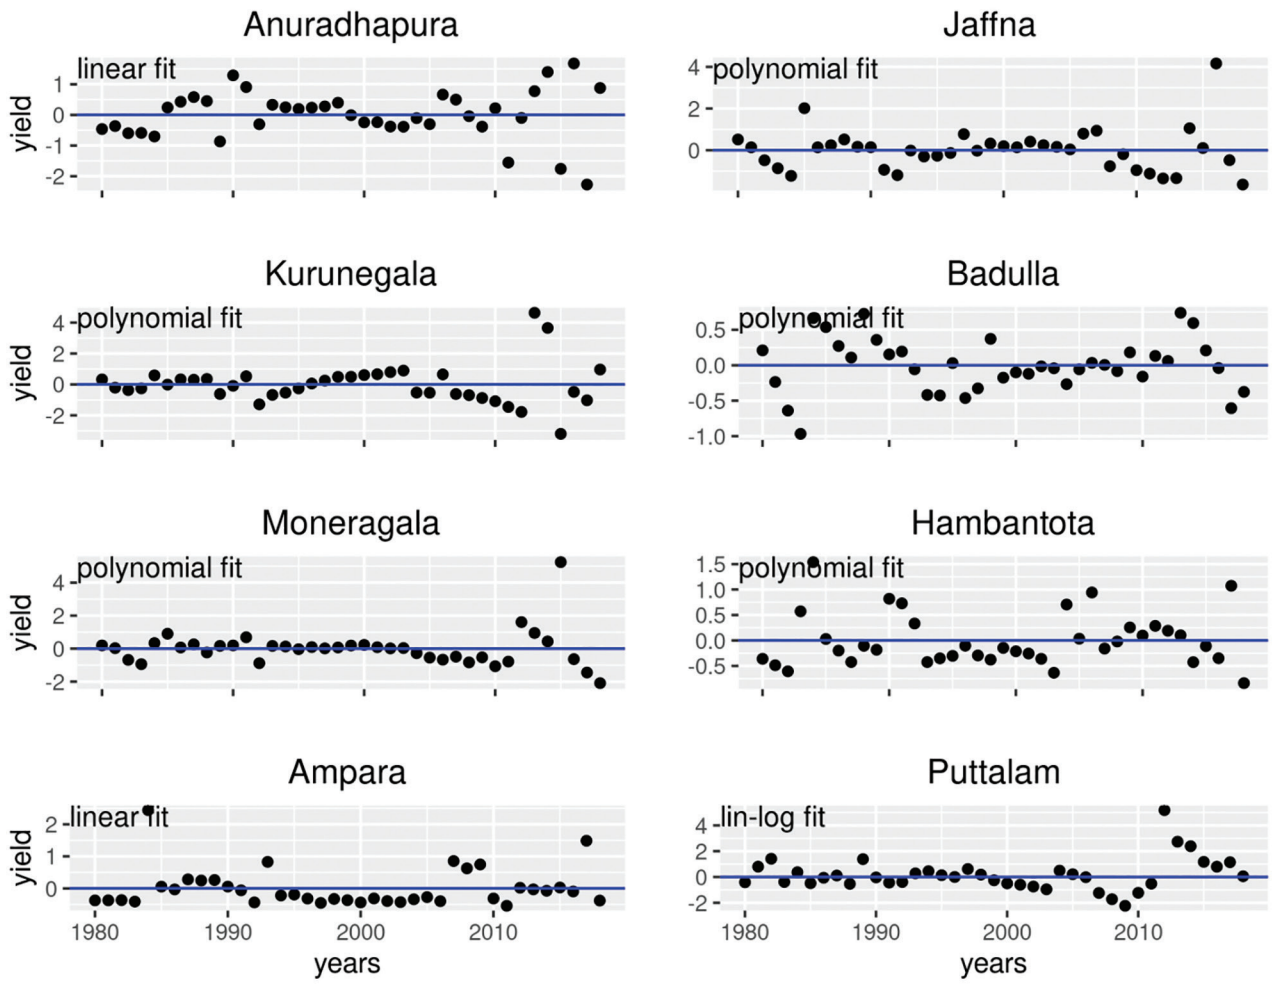 Anuradhapura
linear fit
yield
1
0
-1
-2
Jaffna
polynomial fit
4
2
0
Kurunegala
polynomial fit
yield
4
2
0
-2
Badulla
polynomial fit
0.5
0.0
-0.5
-1.0
Moneragala
polynomial fit
yield
4
2
0
-2
Hambantota
polynomial fit
1.5
1.0
0.5
0.0
-0.5
Ampara
linear fit
yield
2
1
0
1980 1990 2000 2010
years
Puttalam
lin-log fit
4
2
0
-2
1980 1990 2000 2010
years